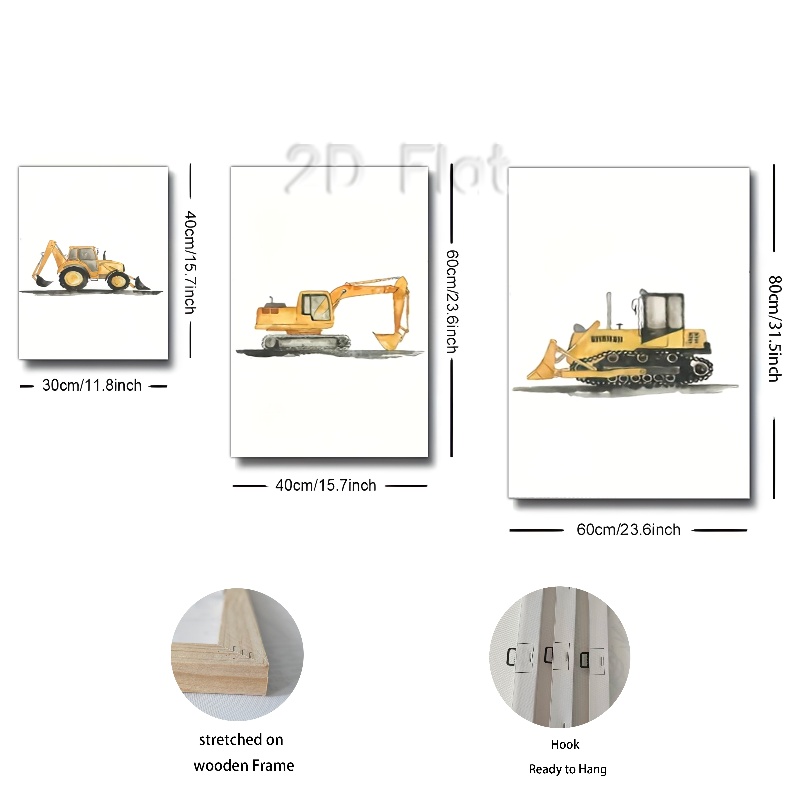 2D Flat
40cm/15.7inch
30cm/11.8inch
60cm/23.6inch
40cm/15.7inch
80cm/31.5inch
60cm/23.6inch
stretched on
wooden Frame
Hook
Ready to Hang